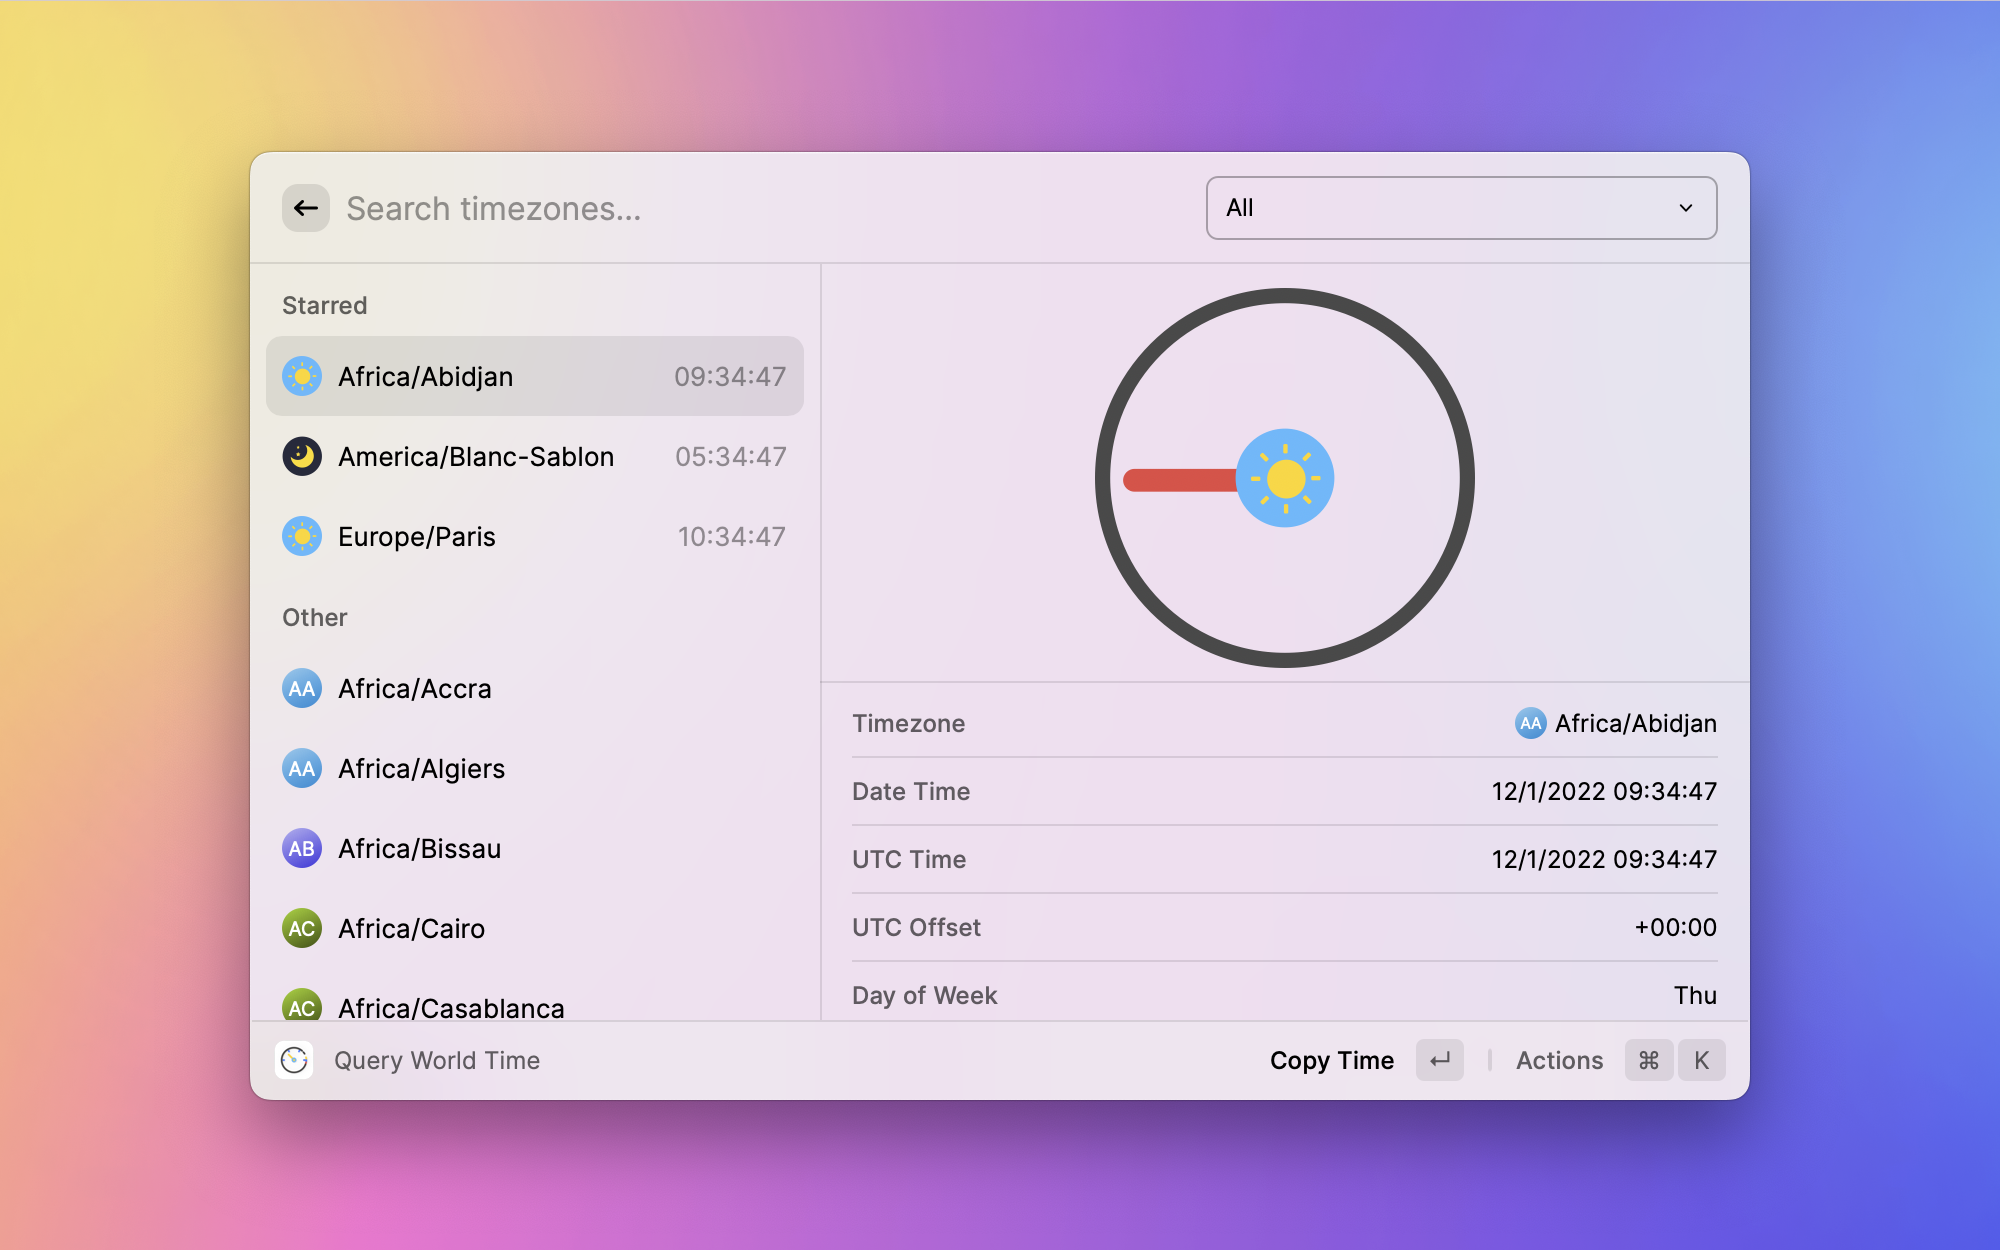 Search timezones...
All
Starred
Africa/Abidjan 09:34:47
America/Blanc-Sablon 05:34:47
Europe/Paris 10:34:47
Other
AA Africa/Accra
AA Africa/Algiers
AB Africa/Bissau
AC Africa/Cairo
AC Africa/Casablanca
Timezone AA Africa/Abidjan
Date Time 12/1/2022 09:34:47
UTC Time 12/1/2022 09:34:47
UTC Offset +00:00
Day of Week Thu
Query World Time
Copy Time ↵ Actions ⌘ K